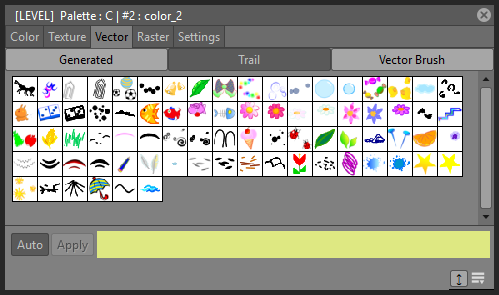 [LEVEL] Palette : C | #2 : color_2
Color Texture Vector Raster Settings
Generated Trail Vector Brush
Auto Apply